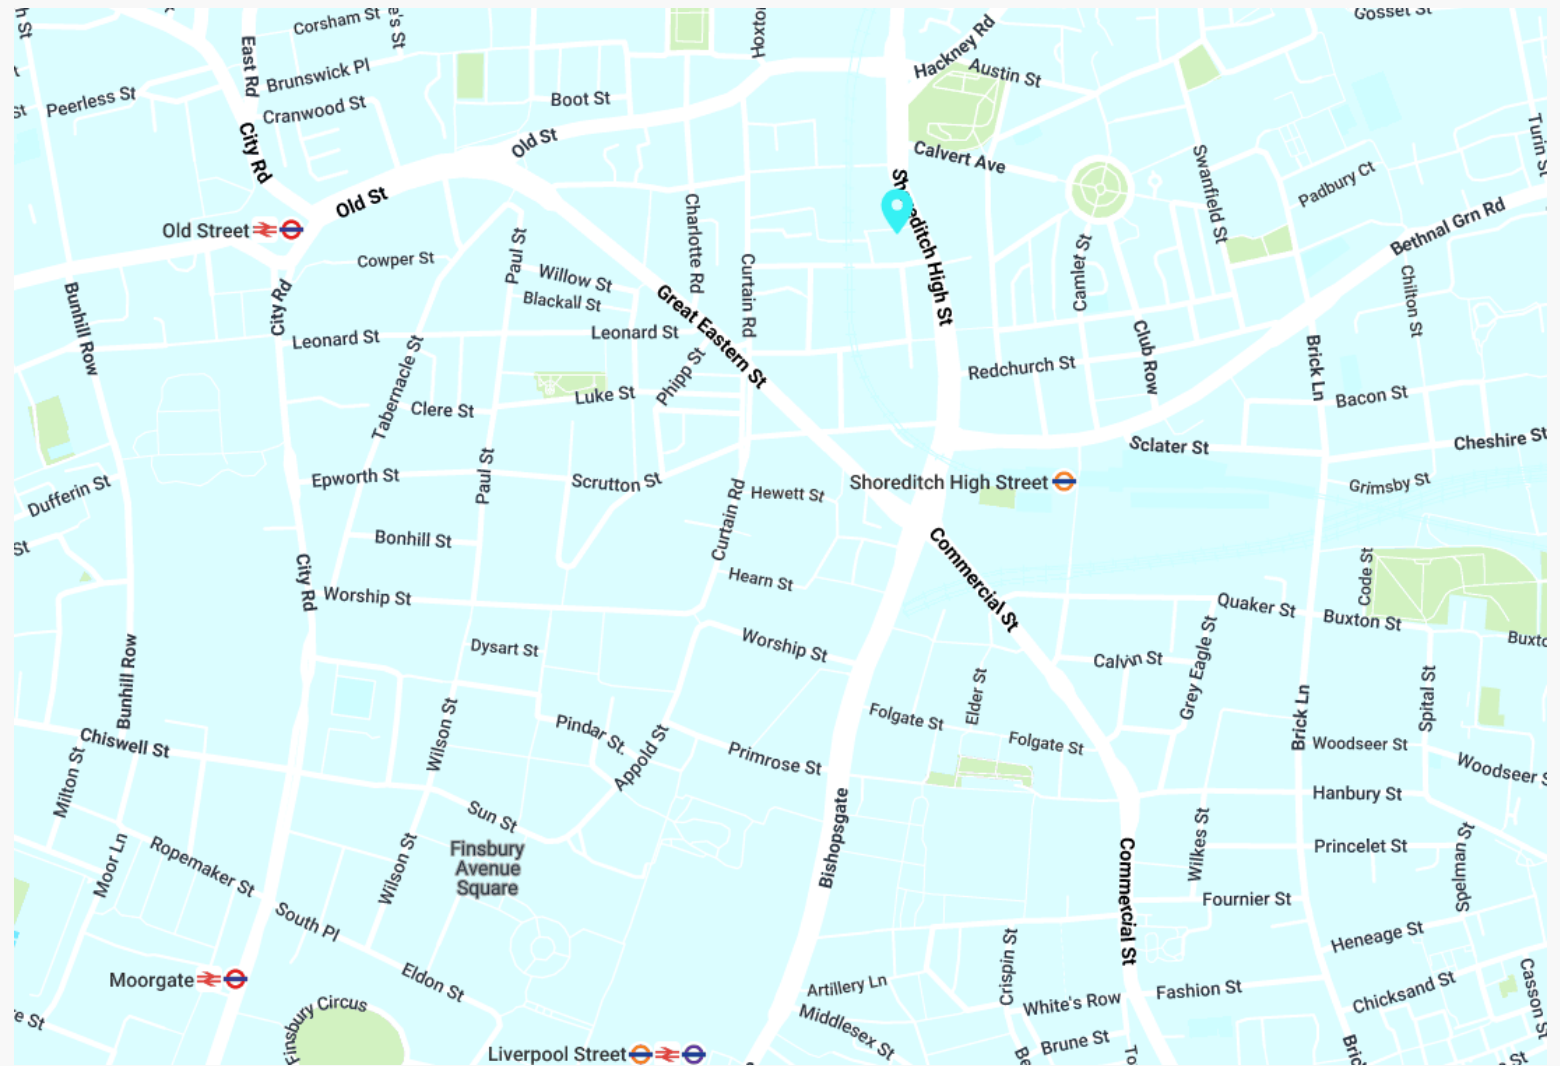 Corsham St
Gosset St
Hackney Rd
East Rd
Brunswick Pl
Austin St
Peerless St
Cranwood St
Boot St
City Rd
Old St
Calvert Ave
Turin St
Swanfield St
Padbury Ct
Old St
Shoreditch High St
Bethnal Grn Rd
Old Street
Charlotte Rd
Paul St
Cowper St
Willow St
Camlet St
Curtain Rd
Chilton St
Bunhill Row
City Rd
Blackall St
Great Eastern St
Leonard St
Leonard St
Club Row
Brick Ln
Redchurch St
Phipp St
Tabernacle St
Luke St
Bacon St
Clere St
Sclater St
Cheshire St
Epworth St
Paul St
Scrutton St
Hewett St
Shoreditch High Street
Grimsby St
Dufferin St
Curtain Rd
Bonhill St
St
Commercial St
Code St
City Rd
Worship St
Hearn St
Quaker St
Buxton St
Worship St
Dysart St
Calvin St
Grey Eagle St
Bunhill Row
Elder St
Spital St
Brick Ln
Wilson St
Folgate St
Pindar St.
Folgate St
Chiswell St
Appold St
Primrose St
Woodseer St
Woodseer S
Milton St
Hanbury St
Sun St
Bishopsgate
Finsbury
Avenue
Square
Wilkes St
Princelet St
Spelman St
Moor Ln
Ropemaker St
Wilson St
Commercial St
Fournier St
South Pl
Heneage St
Crispin St
Moorgate
Eldon St
Artillery Ln
White's Row
Fashion St
Chicksand St
Casson St
Finsbury Circus
Middlesex St
Brune St
Liverpool Street